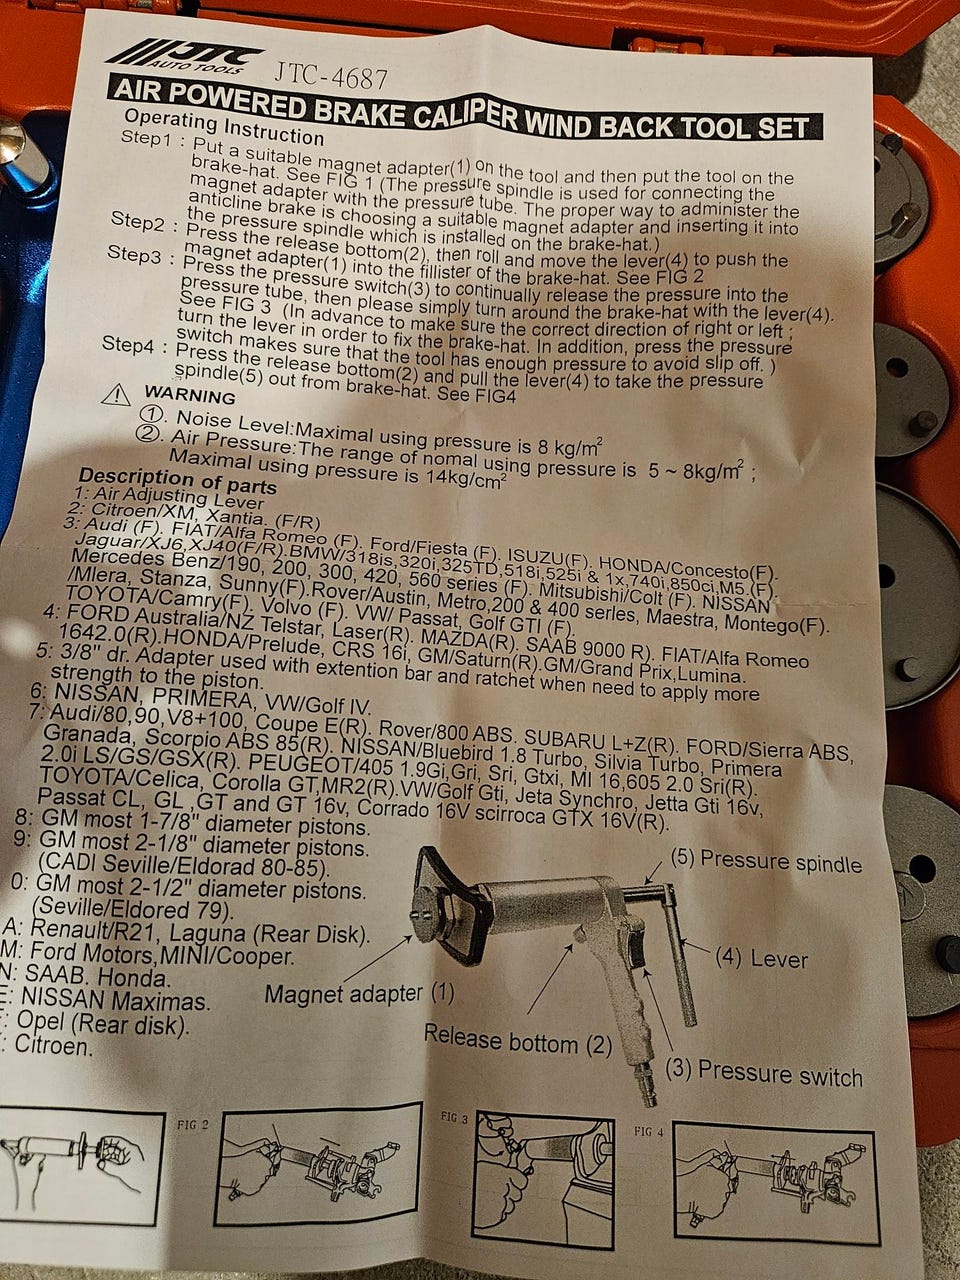 JTC
AUTO TOOLS
JTC-4687
AIR POWERED BRAKE CALIPER WIND BACK TOOL SET
Operating Instruction
Step1 : Put a suitable magnet adapter(1) on the tool and then put the tool on the
brake-hat. See FIG 1 (The pressure spindle is used for connecting the
magnet adapter with the pressure tube. The proper way to administer the
anticline brake is choosing a suitable magnet adapter and inserting it into
the pressure spindle which is installed on the brake-hat.)
Step2 : Press the release bottom(2), then roll and move the lever(4) to push the
magnet adapter(1) into the fillister of the brake-hat. See FIG 2
Step3 : Press the pressure switch(3) to continually release the pressure into the
pressure tube, then please simply turn around the brake-hat with the lever(4).
See FIG 3 (In advance to make sure the correct direction of right or left ;
turn the lever in order to fix the brake-hat. In addition, press the pressure
switch makes sure that the tool has enough pressure to avoid slip off. )
Step4 : Press the release bottom(2) and pull the lever(4) to take the pressure
spindle(5) out from brake-hat. See FIG4
WARNING
①. Noise Level:Maximal using pressure is 8 kg/m²
②. Air Pressure:The range of nomal using pressure is 5 ~ 8kg/m² ;
Maximal using pressure is 14kg/cm²
Description of parts
1: Air Adjusting Lever
2: Citroen/XM, Xantia. (F/R)
3: Audi (F). FIAT/Alfa Romeo (F). Ford/Fiesta (F). ISUZU(F). HONDA/Concesto(F).
Jaguar/XJ6,XJ40(F/R).BMW/318is,320i,325TD,518i,525i & 1x,740i,850ci,M5.(F).
Mercedes Benz/190, 200, 300, 420, 560 series (F). Mitsubishi/Colt (F). NISSAN
/Mlera, Stanza, Sunny(F).Rover/Austin, Metro,200 & 400 series, Maestra, Montego(F).
TOYOTA/Camry(F). Volvo (F). VW/ Passat, Golf GTI (F).
4: FORD Australia/NZ Telstar, Laser(R). MAZDA(R). SAAB 9000 R). FIAT/Alfa Romeo
1642.0(R).HONDA/Prelude, CRS 16i, GM/Saturn(R).GM/Grand Prix,Lumina.
5: 3/8" dr. Adapter used with extention bar and ratchet when need to apply more
strength to the piston.
6: NISSAN, PRIMERA, VW/Golf IV.
7: Audi/80,90,V8+100, Coupe E(R). Rover/800 ABS. SUBARU L+Z(R). FORD/Sierra ABS,
Granada, Scorpio ABS 85(R). NISSAN/Bluebird 1.8 Turbo, Silvia Turbo, Primera
2.0i LS/GS/GSX(R). PEUGEOT/405 1.9Gi,Gri, Sri, Gtxi, MI 16,605 2.0 Sri(R).
TOYOTA/Celica, Corolla GT,MR2(R).VW/Golf Gti, Jeta Synchro, Jetta Gti 16v,
Passat CL, GL ,GT and GT 16v, Corrado 16V scirroca GTX 16V(R).
8: GM most 1-7/8" diameter pistons.
9: GM most 2-1/8" diameter pistons.
(CADI Seville/Eldorad 80-85).
0: GM most 2-1/2" diameter pistons.
(Seville/Eldored 79).
A: Renault/R21, Laguna (Rear Disk).
M: Ford Motors,MINI/Cooper.
N: SAAB. Honda.
E: NISSAN Maximas.
: Opel (Rear disk).
: Citroen.
(5) Pressure spindle
(4) Lever
Magnet adapter (1)
Release bottom (2)
(3) Pressure switch
FIG 2
FIG 3
FIG 4